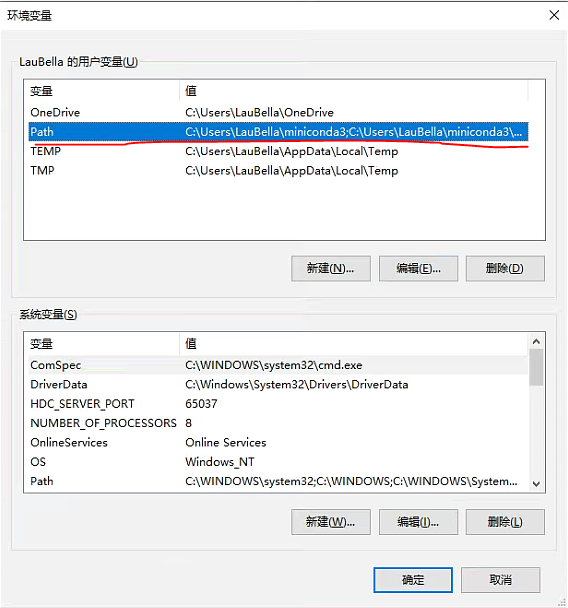 环境变量
LauBella 的用户变量(U)
变量 值
OneDrive C:\Users\LauBella\OneDrive
Path C:\Users\LauBella\miniconda3;C:\Users\LauBella\miniconda3\...
TEMP C:\Users\LauBella\AppData\Local\Temp
TMP C:\Users\LauBella\AppData\Local\Temp
新建(N)... 编辑(E)... 删除(D)
系统变量(S)
变量 值
ComSpec C:\WINDOWS\system32\cmd.exe
DriverData C:\Windows\System32\Drivers\DriverData
HDC_SERVER_PORT 65037
NUMBER_OF_PROCESSORS 8
OnlineServices Online Services
OS Windows_NT
Path C:\WINDOWS\system32;C:\WINDOWS;C:\WINDOWS\System...
新建(W)... 编辑(I)... 删除(L)
确定 取消